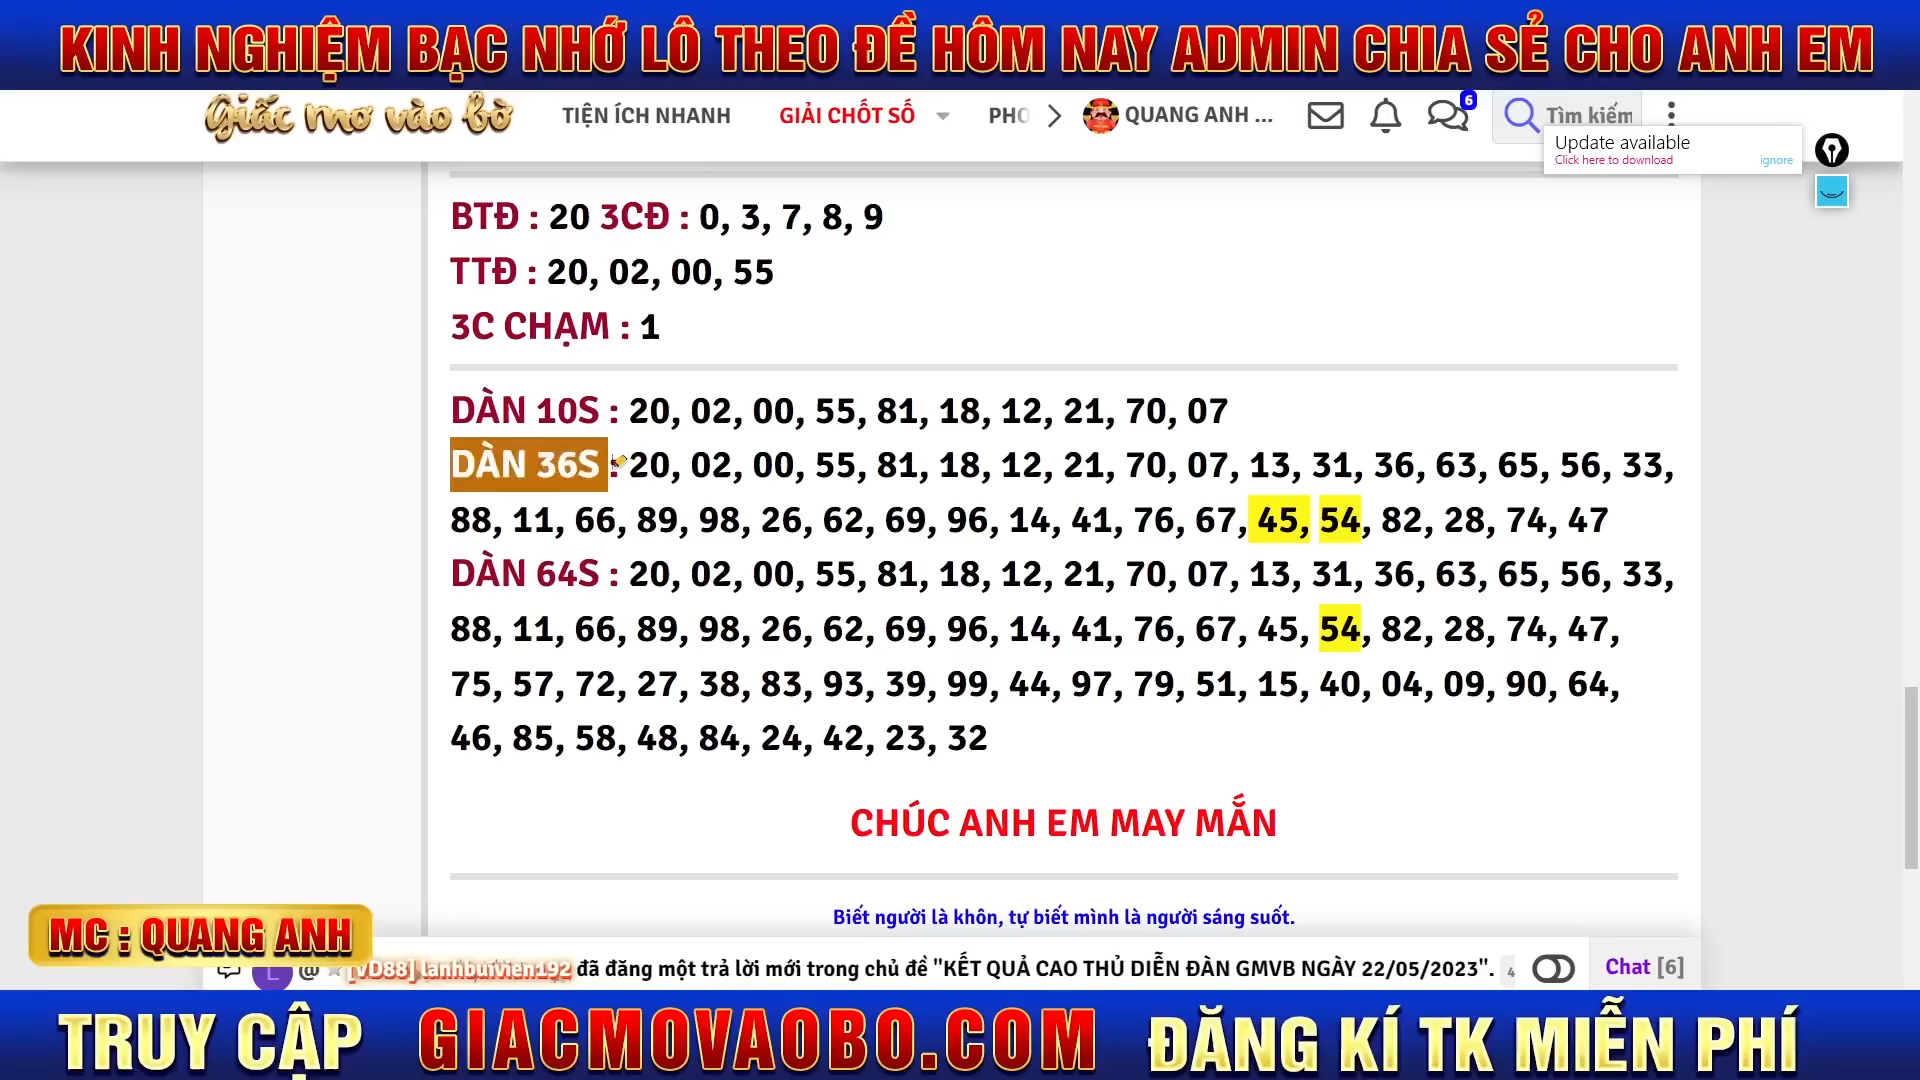 KINH NGHIỆM BẠC NHỚ LÔ THEO ĐỀ HÔM NAY ADMIN CHIA SẺ CHO ANH EM
Giấc mơ vào bờ TIỆN ÍCH NHANH GIẢI CHỐT SỐ PHO QUANG ANH ... 6 Tìm kiếm
Update available
Click here to download ignore
BTĐ : 20 3CĐ : 0, 3, 7, 8, 9
TTĐ : 20, 02, 00, 55
3C CHẠM : 1
DÀN 10S : 20, 02, 00, 55, 81, 18, 12, 21, 70, 07
DÀN 36S : 20, 02, 00, 55, 81, 18, 12, 21, 70, 07, 13, 31, 36, 63, 65, 56, 33,
88, 11, 66, 89, 98, 26, 62, 69, 96, 14, 41, 76, 67, 45, 54, 82, 28, 74, 47
DÀN 64S : 20, 02, 00, 55, 81, 18, 12, 21, 70, 07, 13, 31, 36, 63, 65, 56, 33,
88, 11, 66, 89, 98, 26, 62, 69, 96, 14, 41, 76, 67, 45, 54, 82, 28, 74, 47,
75, 57, 72, 27, 38, 83, 93, 39, 99, 44, 97, 79, 51, 15, 40, 04, 09, 90, 64,
46, 85, 58, 48, 84, 24, 42, 23, 32
CHÚC ANH EM MAY MẮN
Biết người là khôn, tự biết mình là người sáng suốt.
MC : QUANG ANH
L @ [VD88] lanhbuivien192 đã đăng một trả lời mới trong chủ đề "KẾT QUẢ CAO THỦ DIỄN ĐÀN GMVB NGÀY 22/05/2023". 4 Chat [6]
TRUY CẬP GIACMOVAOBO.COM ĐĂNG KÍ TK MIỄN PHÍ